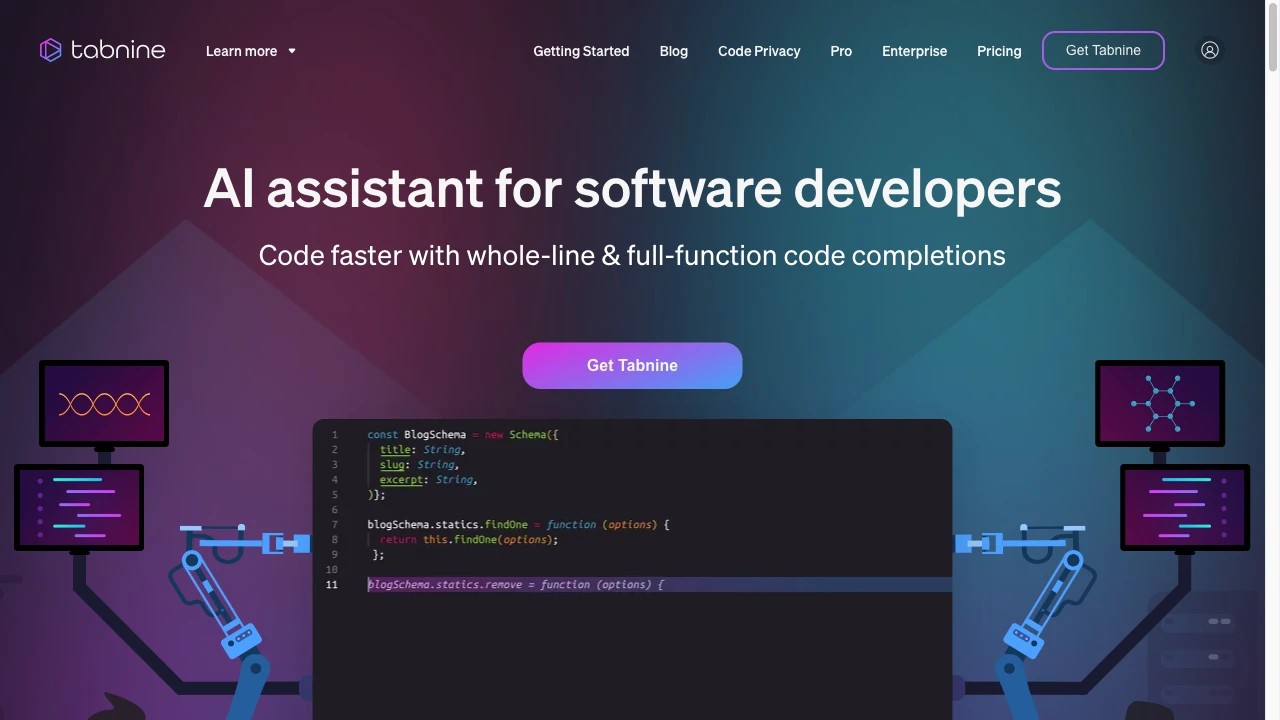 tabnine
Learn more
Getting Started
Blog
Code Privacy
Pro
Enterprise
Pricing
Get Tabnine
AI assistant for software developers
Code faster with whole-line & full-function code completions
Get Tabnine
1 const BlogSchema = new Schema({
2 title: String,
3 slug: String,
4 excerpt: String,
5 )};
6
7 blogSchema.statics.findOne = function (options) {
8 return this.findOne(options);
9 };
10
11 blogSchema.statics.remove = function (options) {